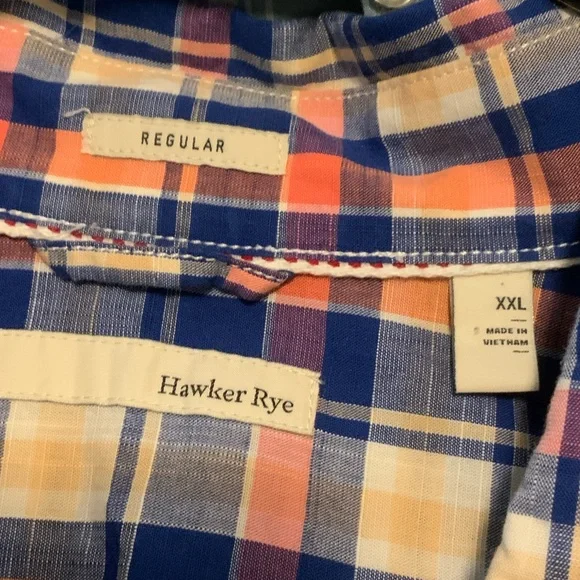 REGULAR
XXL
MADE IN
VIETNAM
Hawker Rye